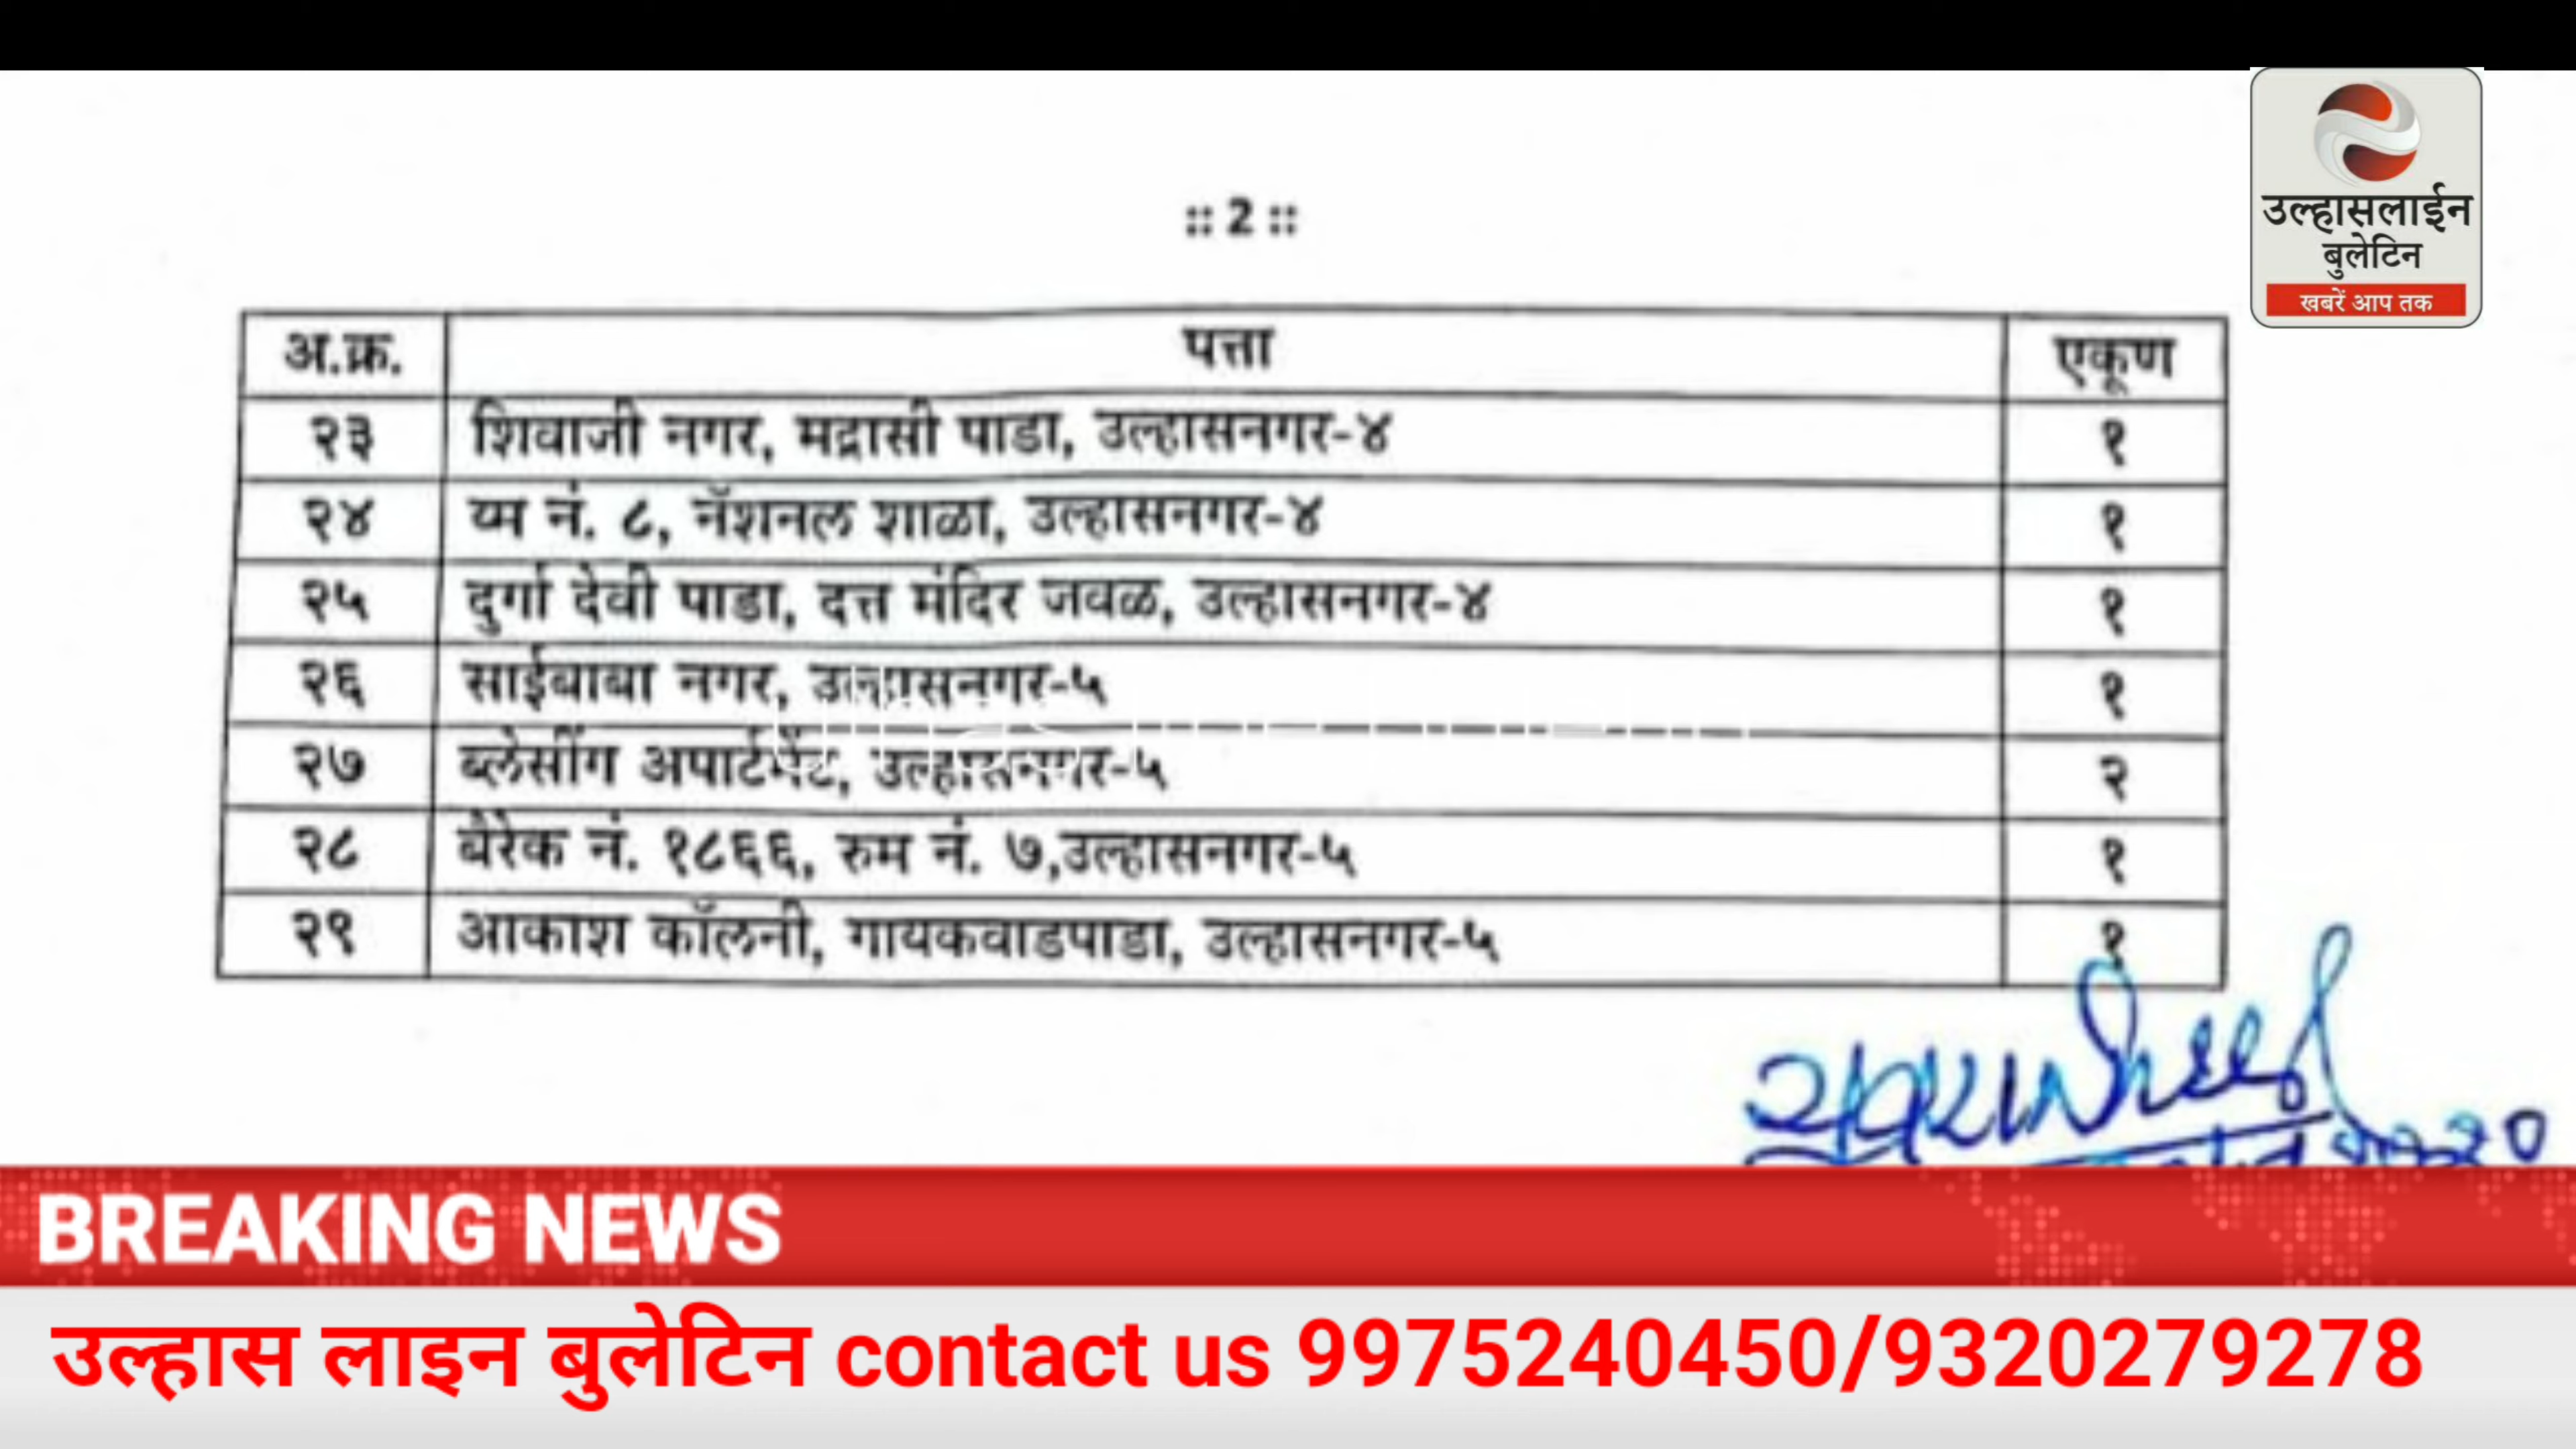 उल्हासलाईन
बुलेटिन
खबरें आप तक
:: 2 ::
अ.क्र. पत्ता एकूण
२३ शिवाजी नगर, मद्रासी पाडा, उल्हासनगर-४ १
२४ य्म नं. ८, नॅशनल शाळा, उल्हासनगर-४ १
२५ दुर्गा देवी पाडा, दत्त मंदिर जवळ, उल्हासनगर-४ १
२६ साईबाबा नगर, उल्हासनगर-५ १
२७ ब्लेसींग अपार्टमेंट, उल्हासनगर-५ २
२८ बॅरेक नं. १८६६, रुम नं. ७,उल्हासनगर-५ १
२९ आकाश कॉलनी, गायकवाडपाडा, उल्हासनगर-५ १
BREAKING NEWS
उल्हास लाइन बुलेटिन contact us 9975240450/9320279278